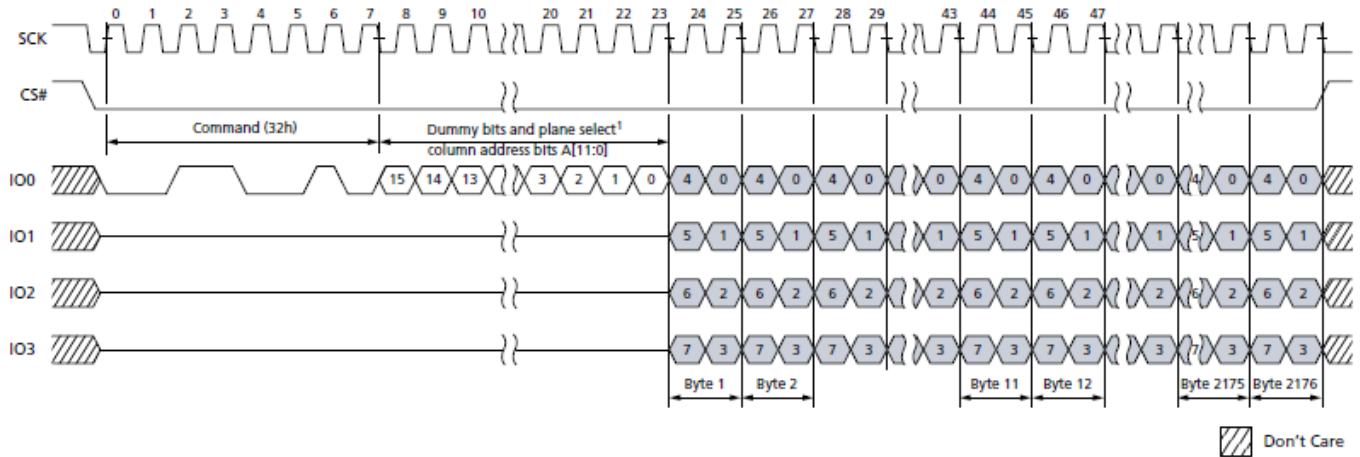 0 1 2 3 4 5 6 7 8 9 10 20 21 22 23 24 25 26 27 28 29 43 44 45 46 47
SCK
CS#
Command (32h) Dummy bits and plane select1
column address bits A[11:0]
IO0 15 14 13 3 2 1 0 4 0 4 0 4 0 0 4 0 4 0 0 4 0 4 0
IO1 5 1 5 1 5 1 1 5 1 5 1 1 5 1 5 1
IO2 6 2 6 2 6 2 2 6 2 6 2 2 6 2 6 2
IO3 7 3 7 3 7 3 3 7 3 7 3 3 7 3 7 3
Byte 1 Byte 2 Byte 11 Byte 12 Byte 2175 Byte 2176
Don't Care